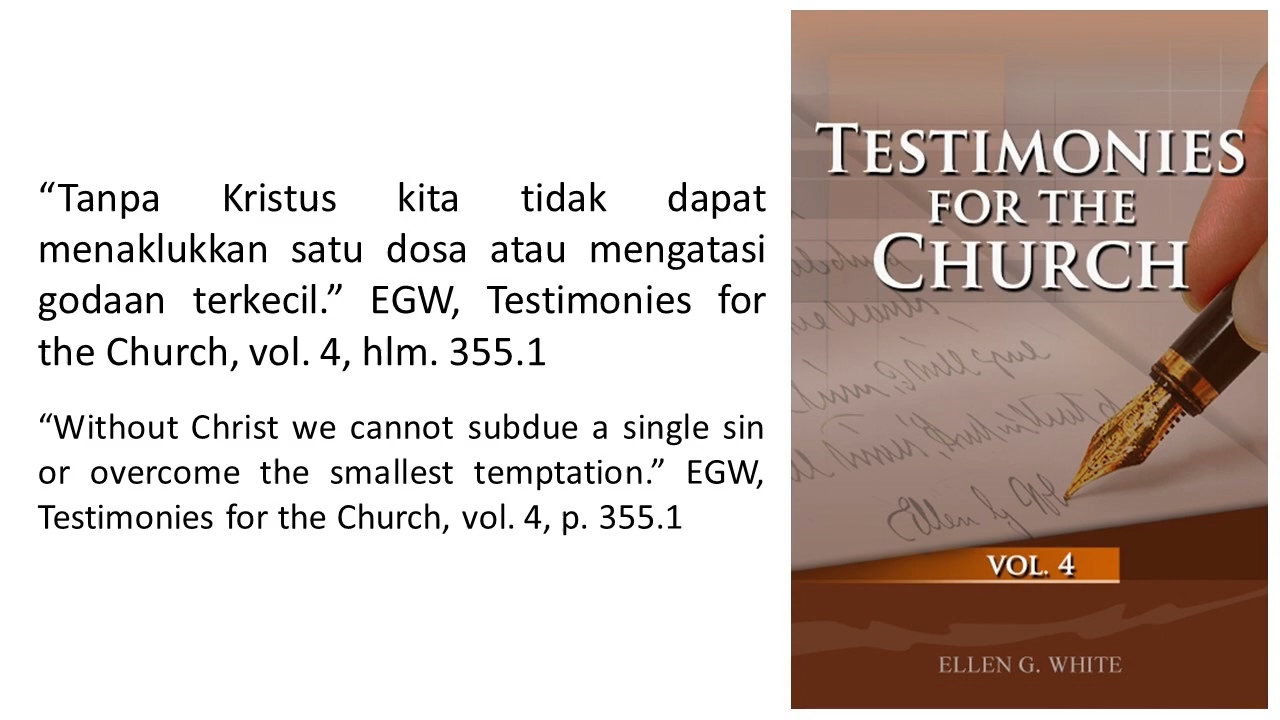 “Tanpa Kristus kita tidak dapat
menaklukkan satu dosa atau mengatasi
godaan terkecil.” EGW, Testimonies for
the Church, vol. 4, hlm. 355.1
“Without Christ we cannot subdue a single sin
or overcome the smallest temptation.” EGW,
Testimonies for the Church, vol. 4, p. 355.1
TESTIMONIES
FOR THE
CHURCH
VOL. 4
ELLEN G. WHITE